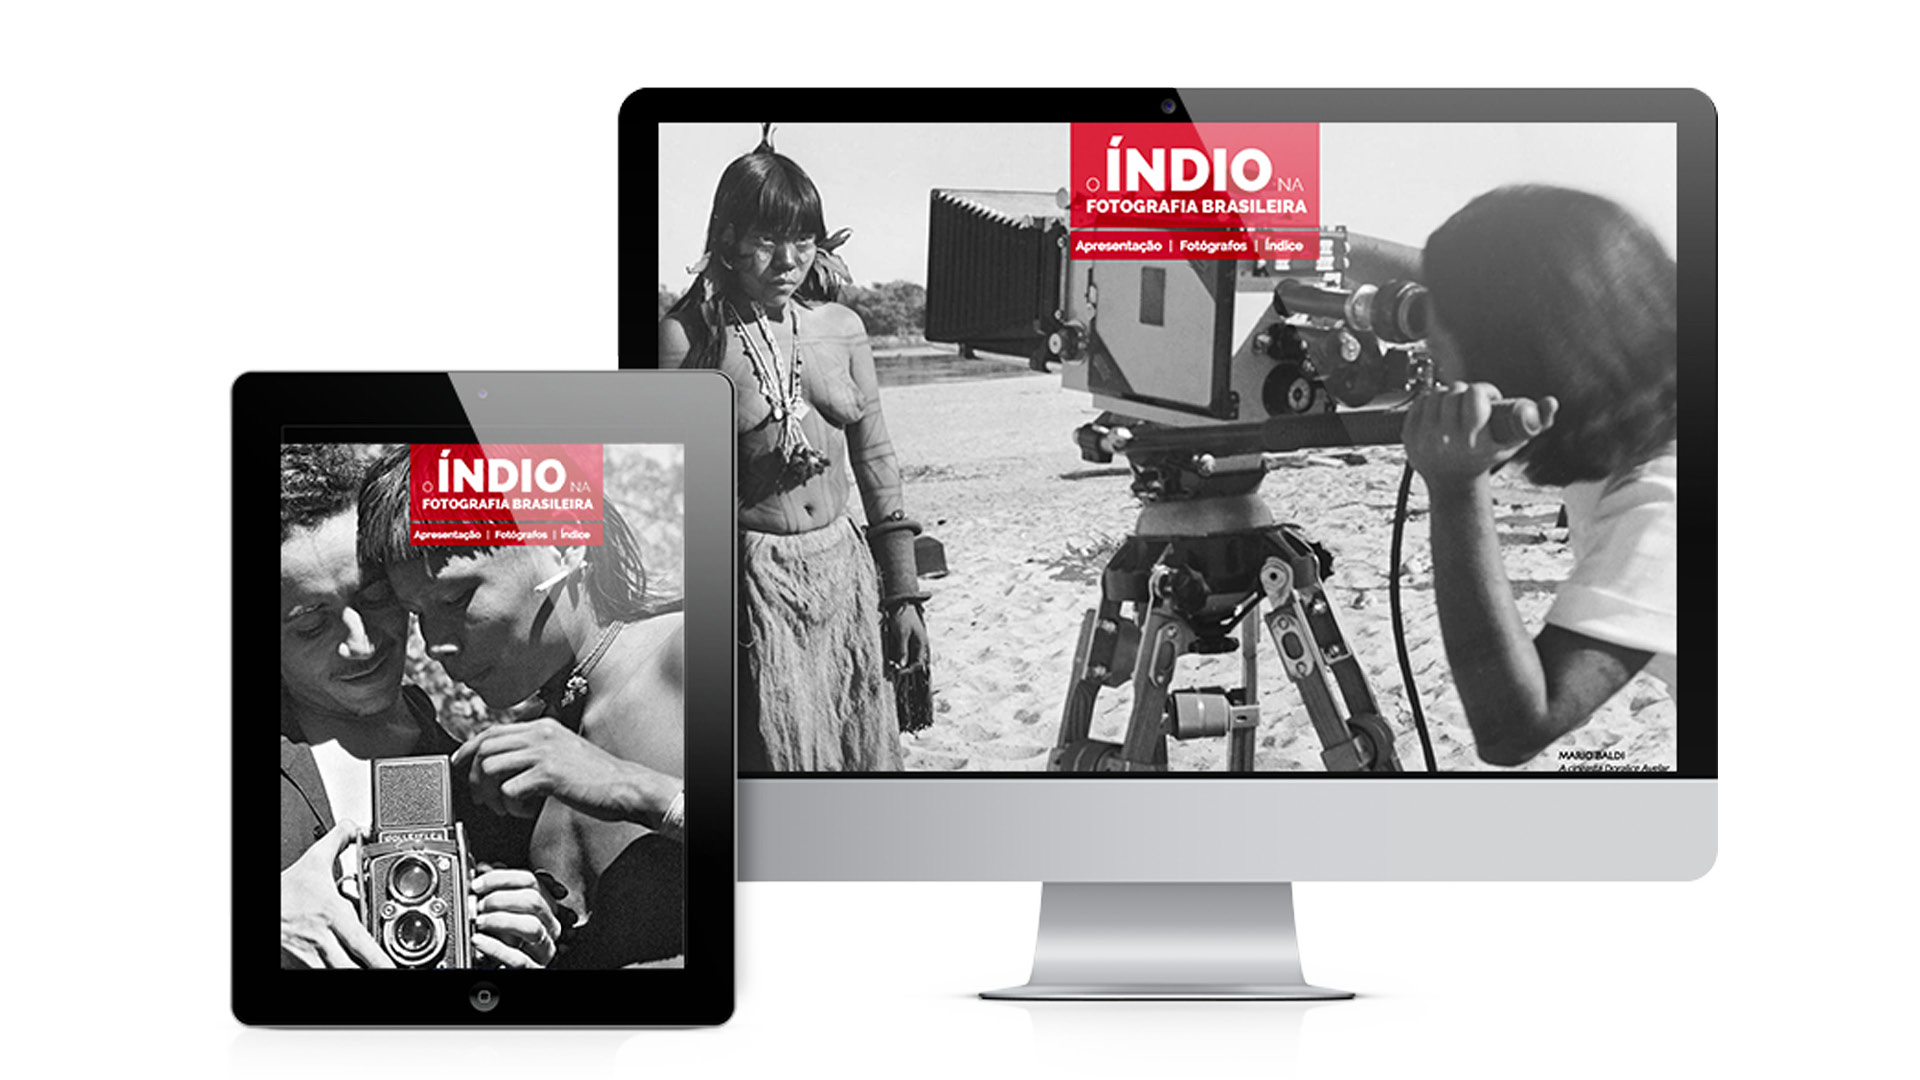 O ÍNDIO NA
FOTOGRAFIA BRASILEIRA
Apresentação | Fotógrafos | Índice
MARIO BALDI
A cineasta Doralice Avelar
O ÍNDIO NA
FOTOGRAFIA BRASILEIRA
Apresentação | Fotógrafos | Índice
ROLLEIFLEX